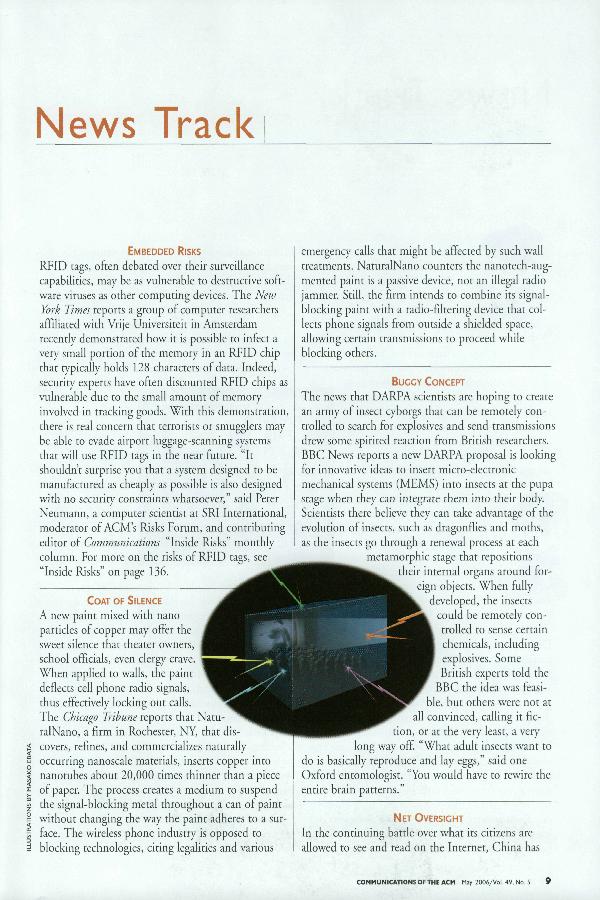 News Track
EMBEDDED RISKS
RFID tags, often debated over their surveillance
capabilities, may be as vulnerable to destructive soft-
ware viruses as other computing devices. The New
York Times reports a group of computer researchers
affiliated with Vrije Universiteit in Amsterdam
recently demonstrated how it is possible to infect a
very small portion of the memory in an RFID chip
that typically holds 128 characters of data. Indeed,
security experts have often discounted RFID chips as
vulnerable due to the small amount of memory
involved in tracking goods. With this demonstration,
there is real concern that terrorists or smugglers may
be able to evade airport luggage-scanning systems
that will use RFID tags in the near future. “It
shouldn’t surprise you that a system designed to be
manufactured as cheaply as possible is also designed
with no security constraints whatsoever,” said Peter
Neumann, a computer scientist at SRI International,
moderator of ACM’s Risks Forum, and contributing
editor of Communications “Inside Risks” monthly
column. For more on the risks of RFID tags, see
“Inside Risks” on page 136.
COAT OF SILENCE
A new paint mixed with nano
particles of copper may offer the
sweet silence that theater owners,
school officials, even clergy crave.
When applied to walls, the paint
deflects cell phone radio signals,
thus effectively locking out calls.
The Chicago Tribune reports that Natu-
ralNano, a firm in Rochester, NY, that dis-
covers, refines, and commercializes naturally
occurring nanoscale materials, inserts copper into
nanotubes about 20,000 times thinner than a piece
of paper. The process creates a medium to suspend
the signal-blocking metal throughout a can of paint
without changing the way the paint adheres to a sur-
face. The wireless phone industry is opposed to
blocking technologies, citing legalities and various
emergency calls that might be affected by such wall
treatments. NaturalNano counters the nanotech-aug-
mented paint is a passive device, not an illegal radio
jammer. Still, the firm intends to combine its signal-
blocking paint with a radio-filtering device that col-
lects phone signals from outside a shielded space,
allowing certain transmissions to proceed while
blocking others.
BUGGY CONCEPT
The news that DARPA scientists are hoping to create
an army of insect cyborgs that can be remotely con-
trolled to search for explosives and send transmissions
drew some spirited reaction from British researchers.
BBC News reports a new DARPA proposal is looking
for innovative ideas to insert micro-electronic
mechanical systems (MEMS) into insects at the pupa
stage when they can integrate them into their body.
Scientists there believe they can take advantage of the
evolution of insects, such as dragonflies and moths,
as the insects go through a renewal process at each
metamorphic stage that repositions
their internal organs around for-
eign objects. When fully
developed, the insects
could be remotely con-
trolled to sense certain
chemicals, including
explosives. Some
British experts told the
BBC the idea was feasi-
ble, but others were not at
all convinced, calling it fic-
tion, or at the very least, a very
long way off. “What adult insects want to
do is basically reproduce and lay eggs,” said one
Oxford entomologist. “You would have to rewire the
entire brain patterns.”
NET OVERSIGHT
In the continuing battle over what its citizens are
allowed to see and read on the Internet, China has
ILLUSTRATIONS BY MASAKO EBATA
COMMUNICATIONS OF THE ACM May 2006/Vol. 49, No. 5 9